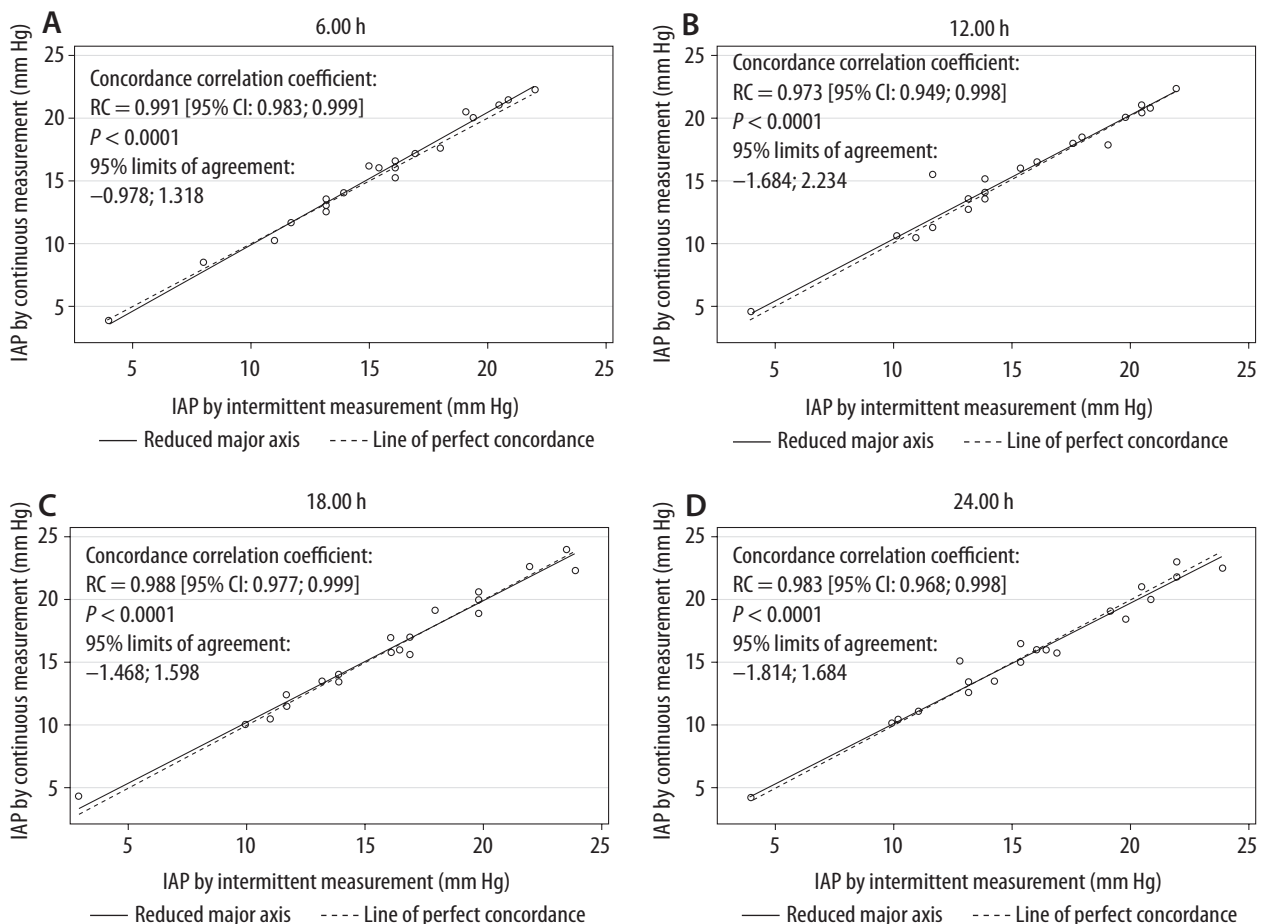 A
6.00 h
IAP by continuous measurement (mm Hg)
25
20
15
10
5
Concordance correlation coefficient:
RC = 0.991 [95% CI: 0.983; 0.999]
P < 0.0001
95% limits of agreement:
−0.978; 1.318
5 10 15 20 25
IAP by intermittent measurement (mm Hg)
Reduced major axis Line of perfect concordance
B
12.00 h
IAP by continuous measurement (mm Hg)
25
20
15
10
5
Concordance correlation coefficient:
RC = 0.973 [95% CI: 0.949; 0.998]
P < 0.0001
95% limits of agreement:
−1.684; 2.234
5 10 15 20 25
IAP by intermittent measurement (mm Hg)
Reduced major axis Line of perfect concordance
C
18.00 h
IAP by continuous measurement (mm Hg)
25
20
15
10
5
Concordance correlation coefficient:
RC = 0.988 [95% CI: 0.977; 0.999]
P < 0.0001
95% limits of agreement:
−1.468; 1.598
5 10 15 20 25
IAP by intermittent measurement (mm Hg)
Reduced major axis Line of perfect concordance
D
24.00 h
IAP by continuous measurement (mm Hg)
25
20
15
10
5
Concordance correlation coefficient:
RC = 0.983 [95% CI: 0.968; 0.998]
P < 0.0001
95% limits of agreement:
−1.814; 1.684
5 10 15 20 25
IAP by intermittent measurement (mm Hg)
Reduced major axis Line of perfect concordance